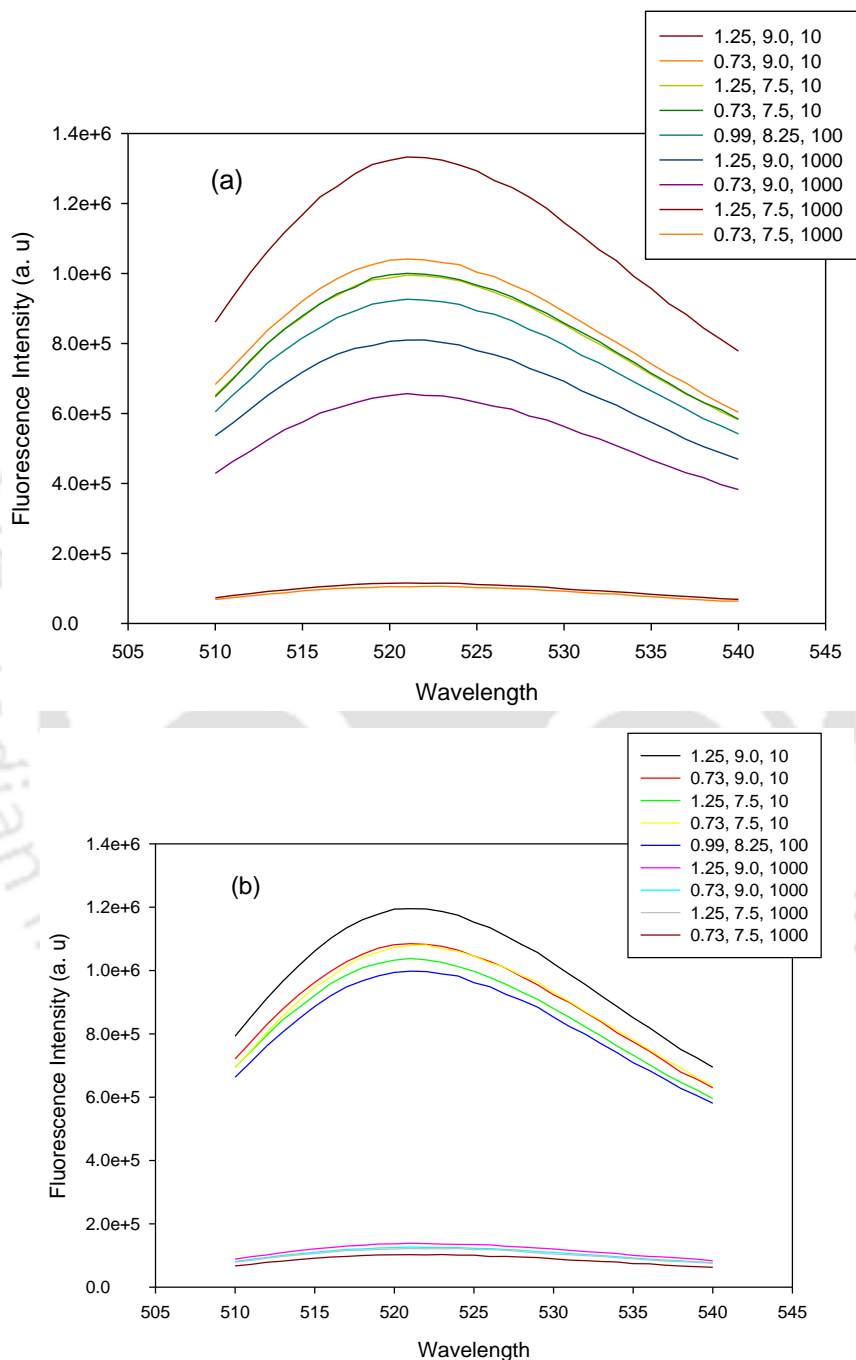 1.25, 9.0, 10
0.73, 9.0, 10
1.25, 7.5, 10
0.73, 7.5, 10
0.99, 8.25, 100
1.25, 9.0, 1000
0.73, 9.0, 1000
1.25, 7.5, 1000
0.73, 7.5, 1000
(a)
Fluorescence Intensity (a. u)
1.4e+6
1.2e+6
1.0e+6
8.0e+5
6.0e+5
4.0e+5
2.0e+5
0.0
505 510 515 520 525 530 535 540 545
Wavelength
1.25, 9.0, 10
0.73, 9.0, 10
1.25, 7.5, 10
0.73, 7.5, 10
0.99, 8.25, 100
1.25, 9.0, 1000
0.73, 9.0, 1000
1.25, 7.5, 1000
0.73, 7.5, 1000
(b)
Fluorescence Intensity (a. u)
1.4e+6
1.2e+6
1.0e+6
8.0e+5
6.0e+5
4.0e+5
2.0e+5
0.0
505 510 515 520 525 530 535 540 545
Wavelength